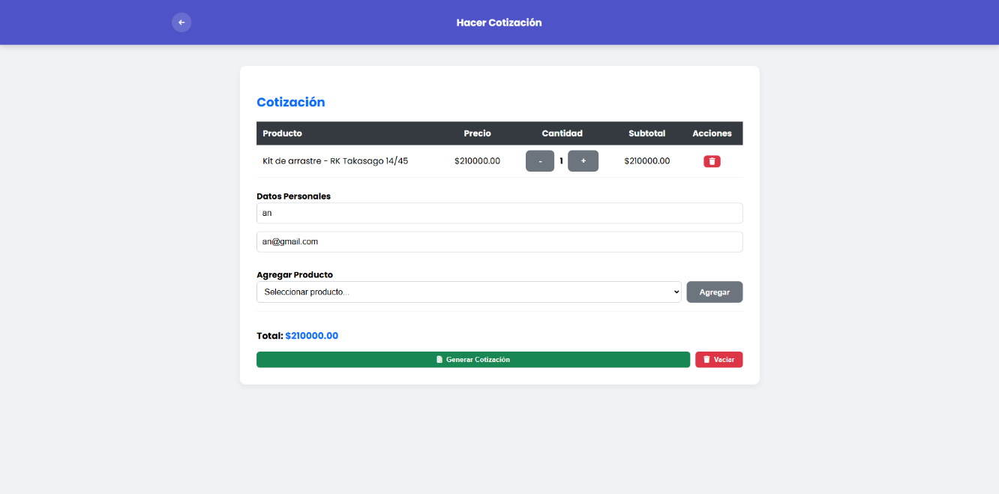 Hacer Cotización
Cotización
Producto Precio Cantidad Subtotal Acciones
Kit de arrastre - RK Takasago 14/45 $210000.00 - 1 + $210000.00
Datos Personales
an
an@gmail.com
Agregar Producto
Seleccionar producto... Agregar
Total: $210000.00
Generar Cotización Vaciar